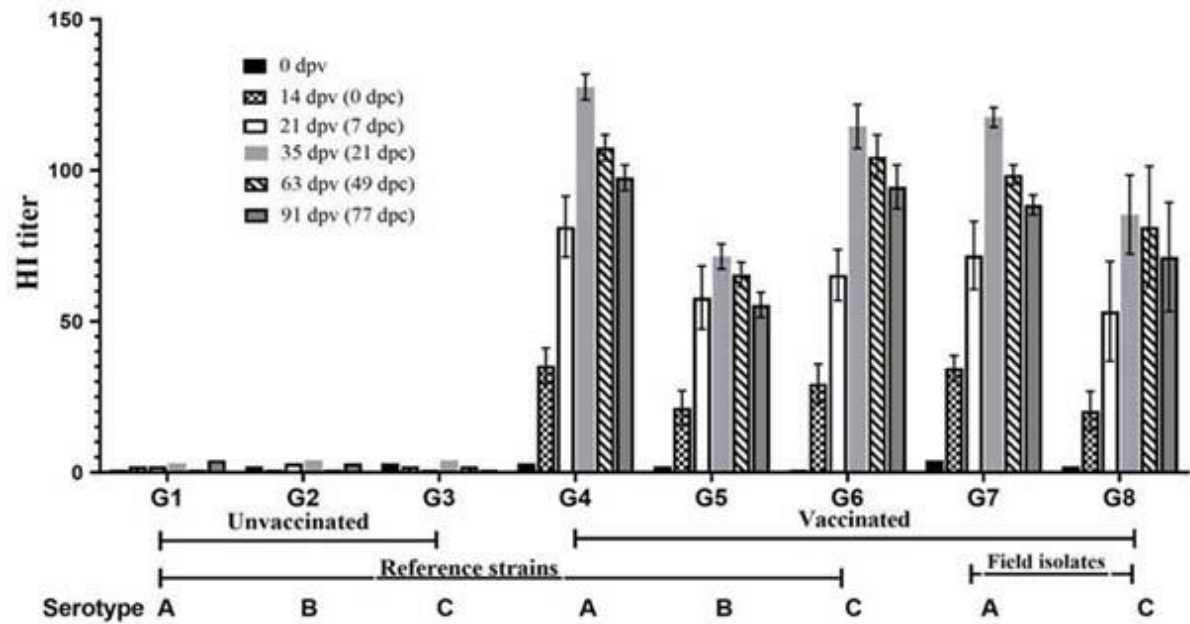 150
100
50
0
HI titer
0 dpv
14 dpv (0 dpc)
21 dpv (7 dpc)
35 dpv (21 dpc)
63 dpv (49 dpc)
91 dpv (77 dpc)
G1 G2 G3 G4 G5 G6 G7 G8
Unvaccinated Vaccinated
Reference strains Field isolates
Serotype A B C A B C A C